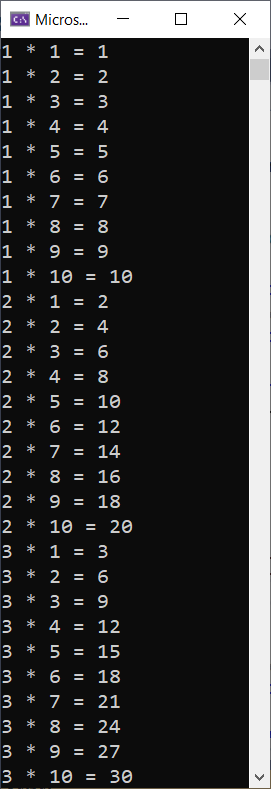 Micros...
1 * 1 = 1
1 * 2 = 2
1 * 3 = 3
1 * 4 = 4
1 * 5 = 5
1 * 6 = 6
1 * 7 = 7
1 * 8 = 8
1 * 9 = 9
1 * 10 = 10
2 * 1 = 2
2 * 2 = 4
2 * 3 = 6
2 * 4 = 8
2 * 5 = 10
2 * 6 = 12
2 * 7 = 14
2 * 8 = 16
2 * 9 = 18
2 * 10 = 20
3 * 1 = 3
3 * 2 = 6
3 * 3 = 9
3 * 4 = 12
3 * 5 = 15
3 * 6 = 18
3 * 7 = 21
3 * 8 = 24
3 * 9 = 27
3 * 10 = 30